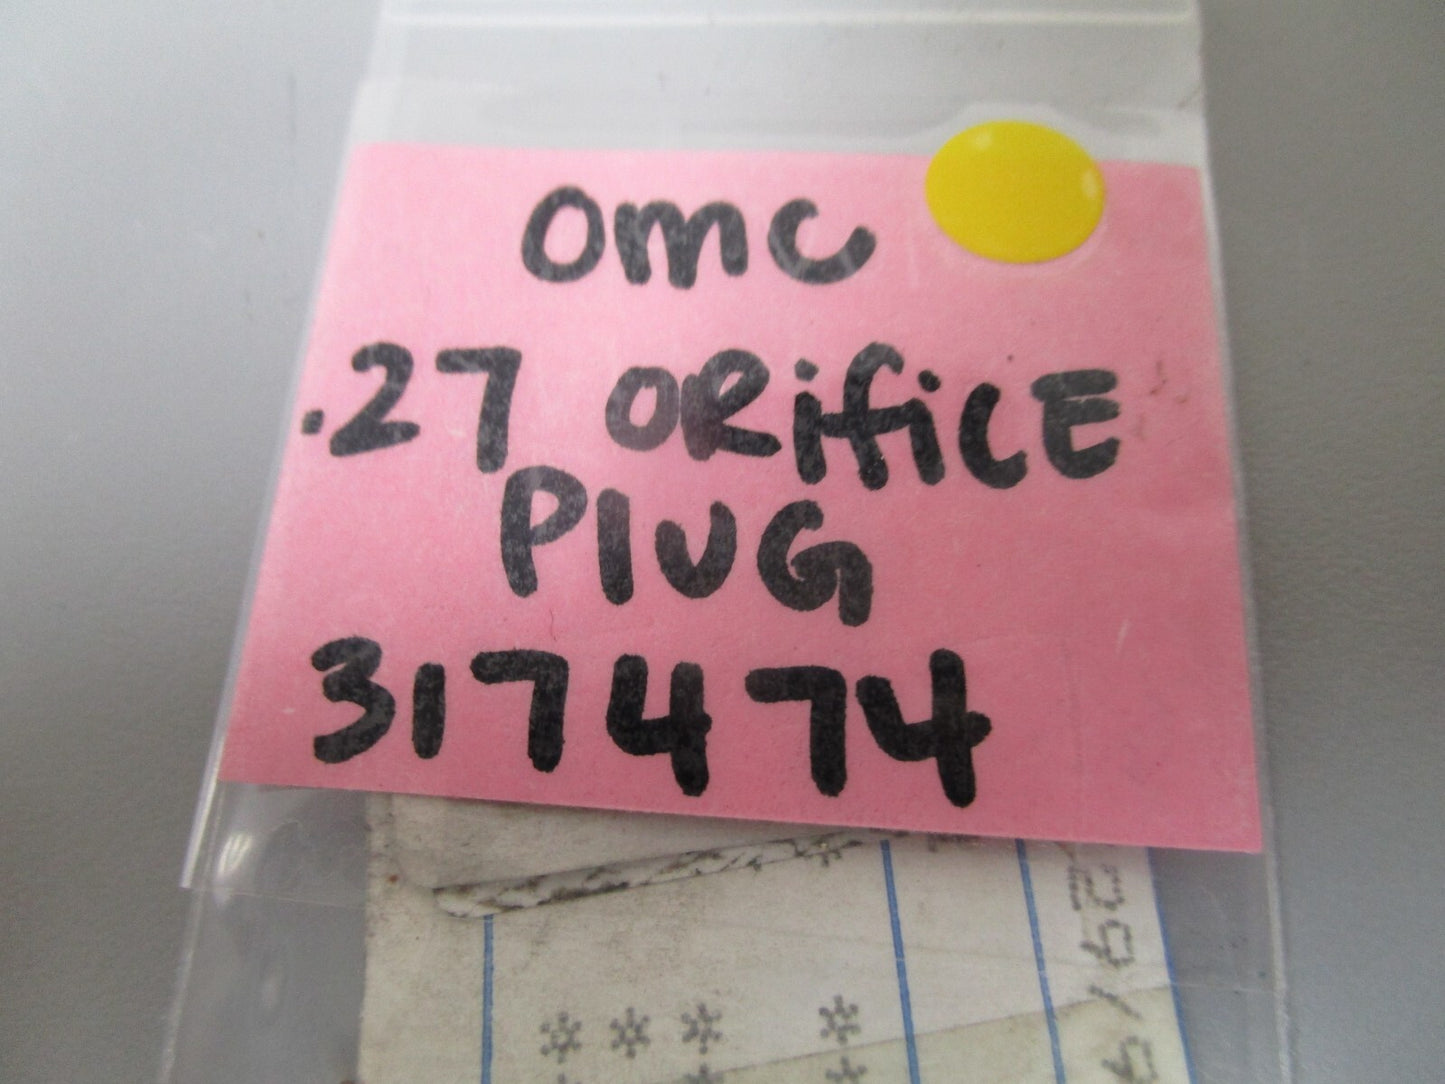 OMC
.27 ORifiCE
PlUG
317474
* * * *